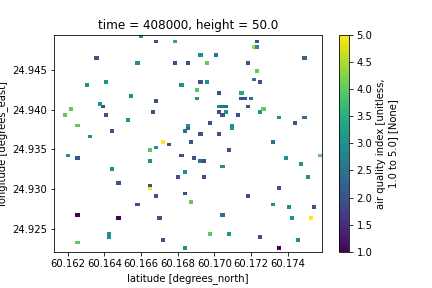 time = 408000, height = 50.0
24.945
24.940
24.935
24.930
24.925
longitude [degrees_east]
60.162 60.164 60.166 60.168 60.170 60.172 60.174
latitude [degrees_north]
5.0
4.5
4.0
3.5
3.0
2.5
2.0
1.5
1.0
air quality index [unitless,
1.0 to 5.0] [None]